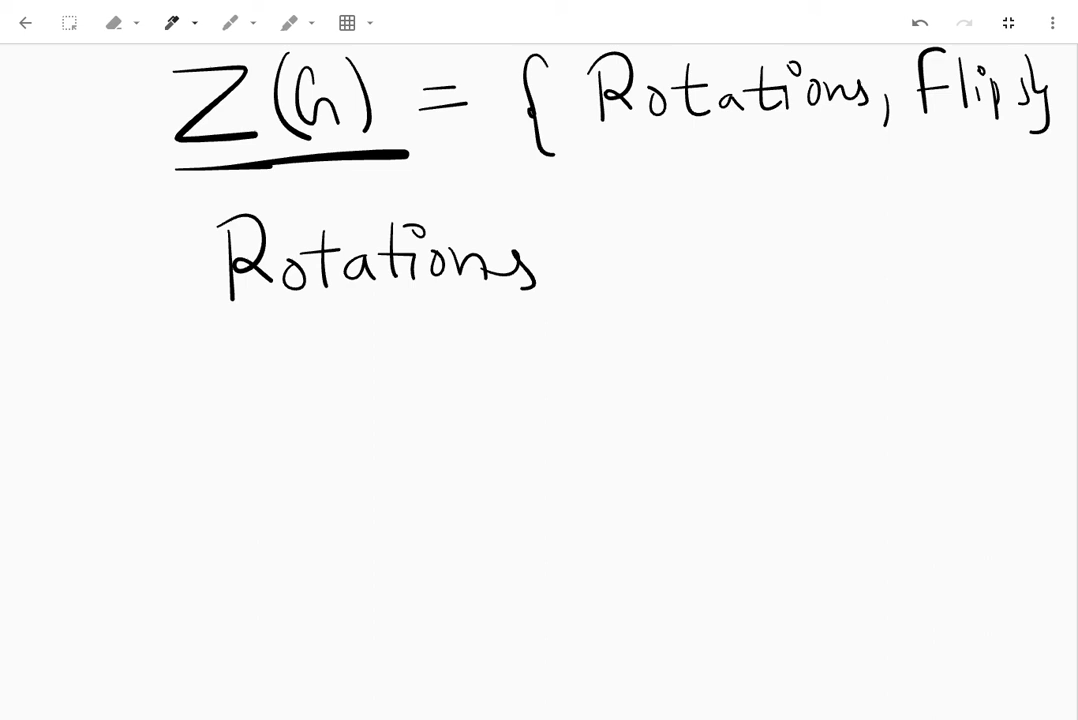 Z(G) = { Rotations, Flips}
Rotations